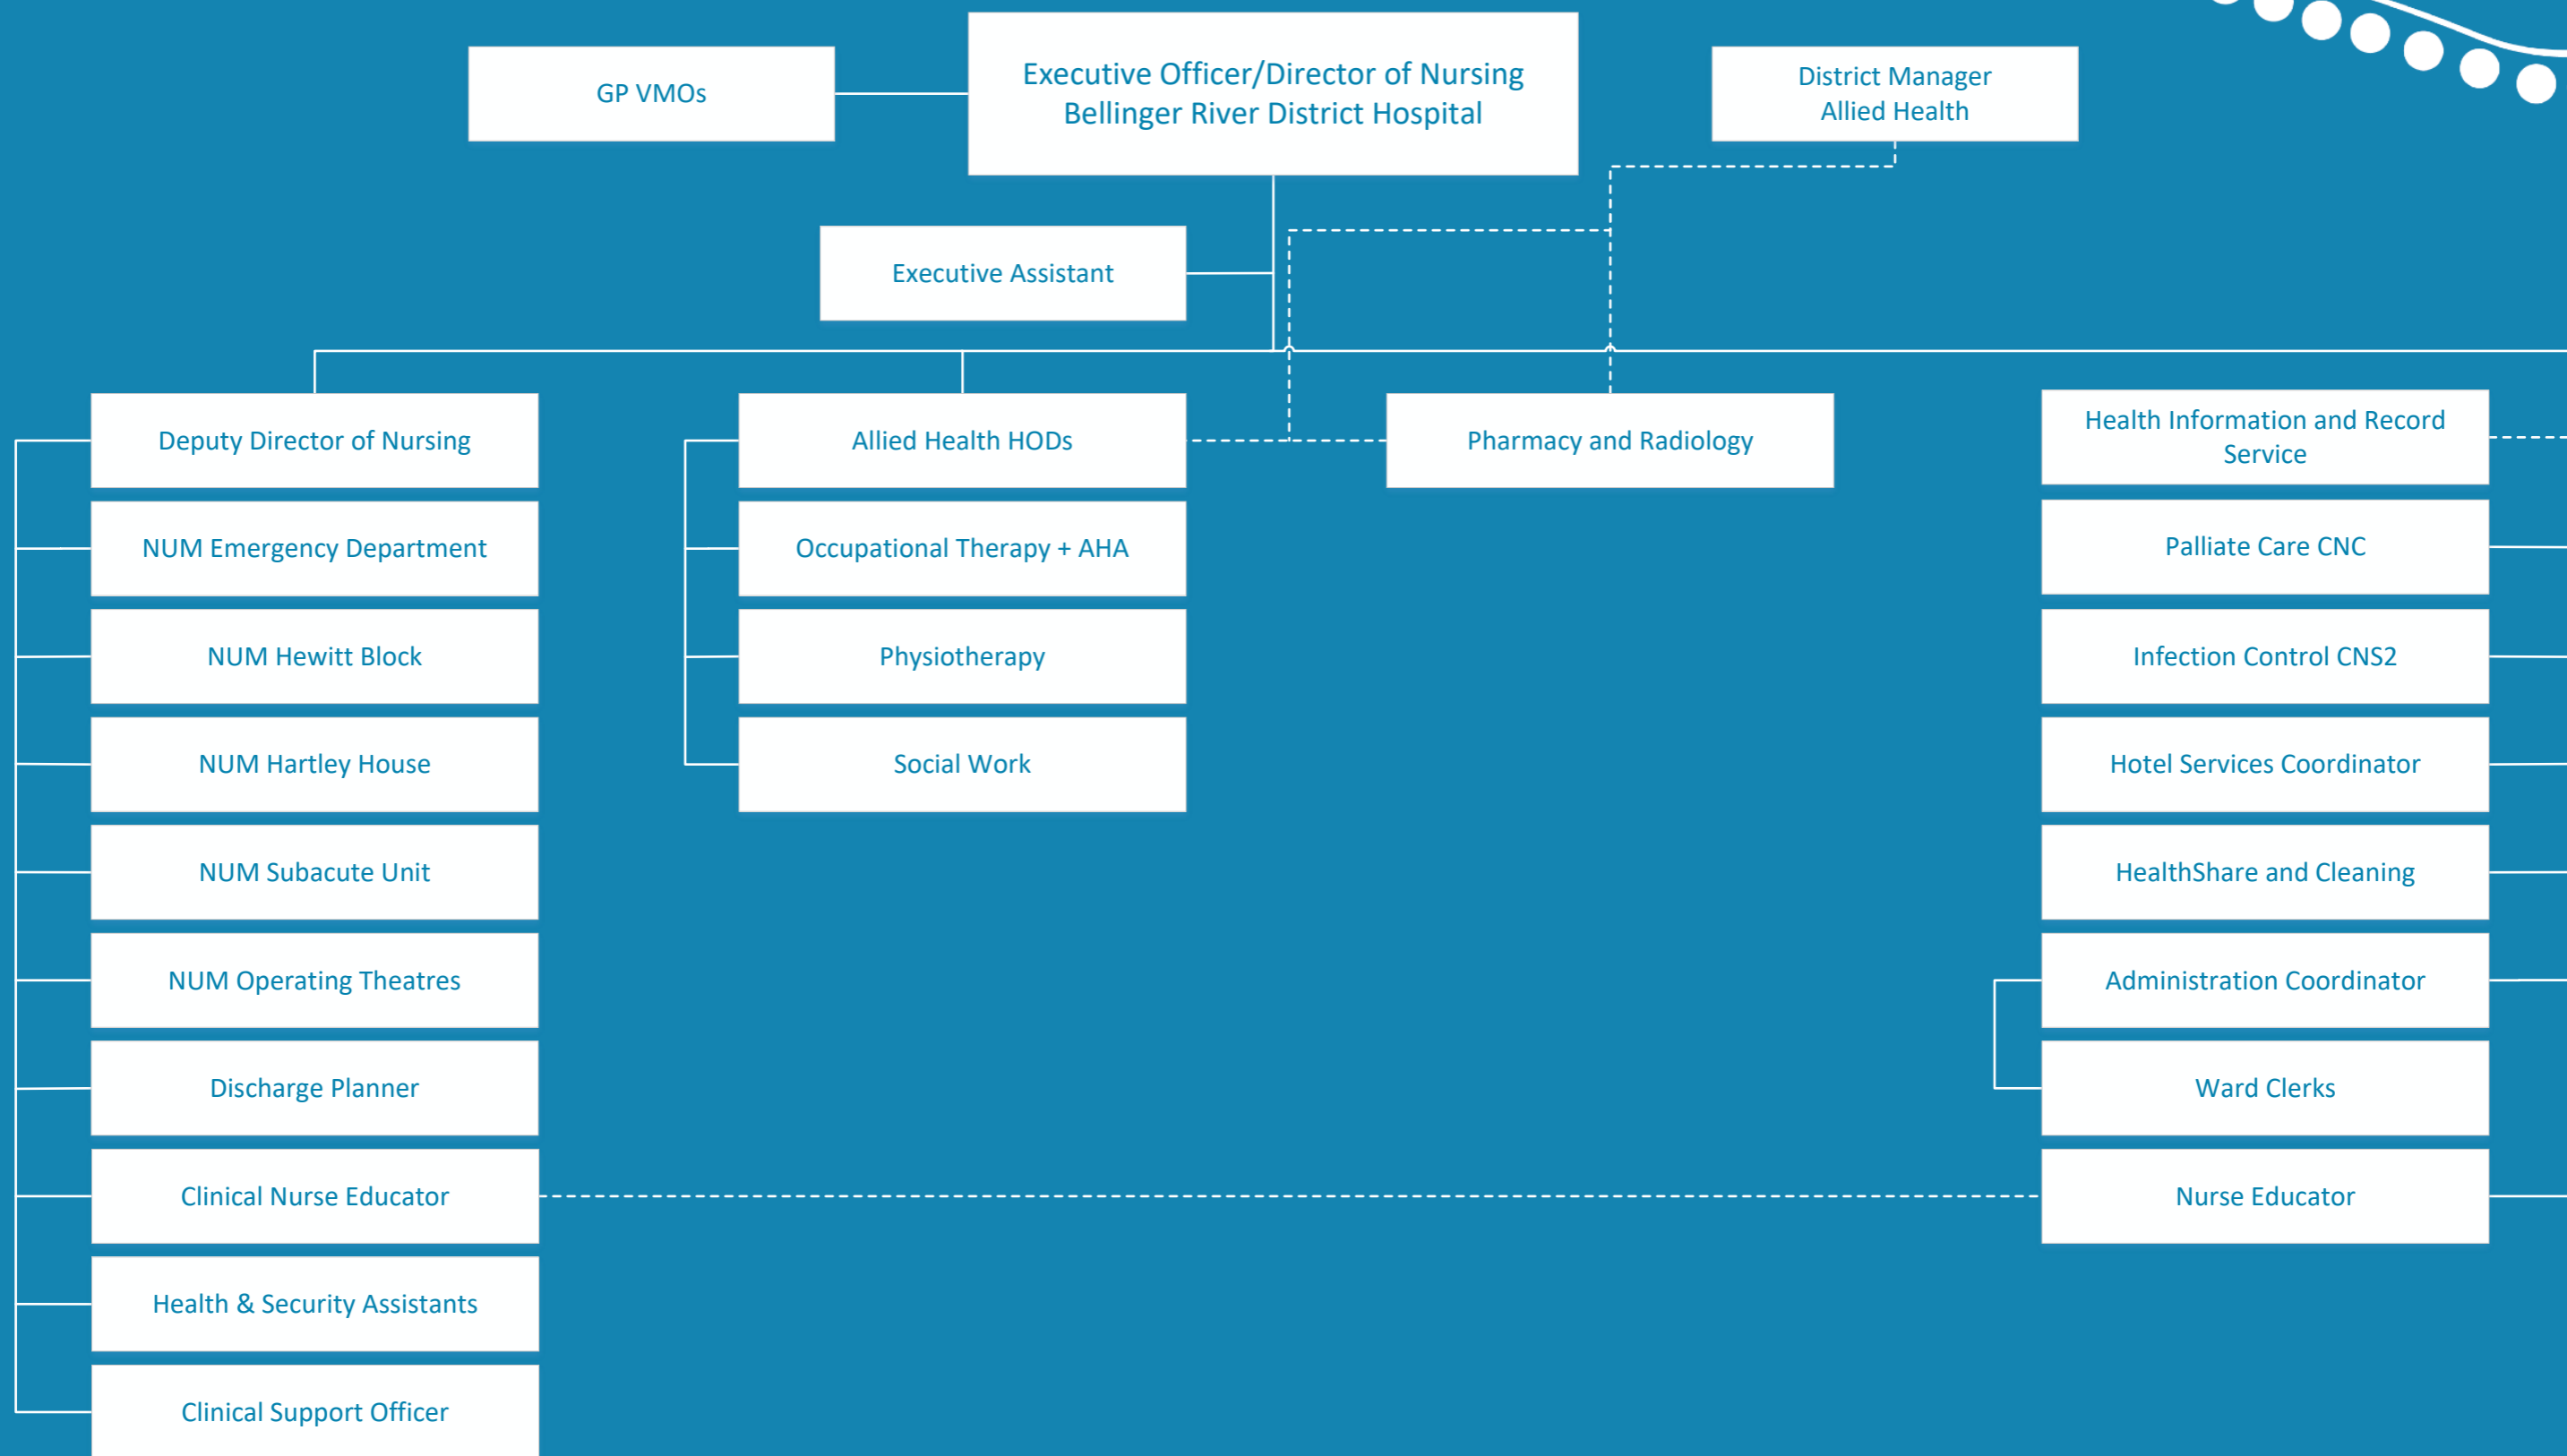 GP VMOs
Executive Officer/Director of Nursing
Bellinger River District Hospital
District Manager
Allied Health
Executive Assistant
Deputy Director of Nursing
NUM Emergency Department
NUM Hewitt Block
NUM Hartley House
NUM Subacute Unit
NUM Operating Theatres
Discharge Planner
Clinical Nurse Educator
Health & Security Assistants
Clinical Support Officer
Allied Health HODs
Occupational Therapy + AHA
Physiotherapy
Social Work
Pharmacy and Radiology
Health Information and Record
Service
Palliate Care CNC
Infection Control CNS2
Hotel Services Coordinator
HealthShare and Cleaning
Administration Coordinator
Ward Clerks
Nurse Educator